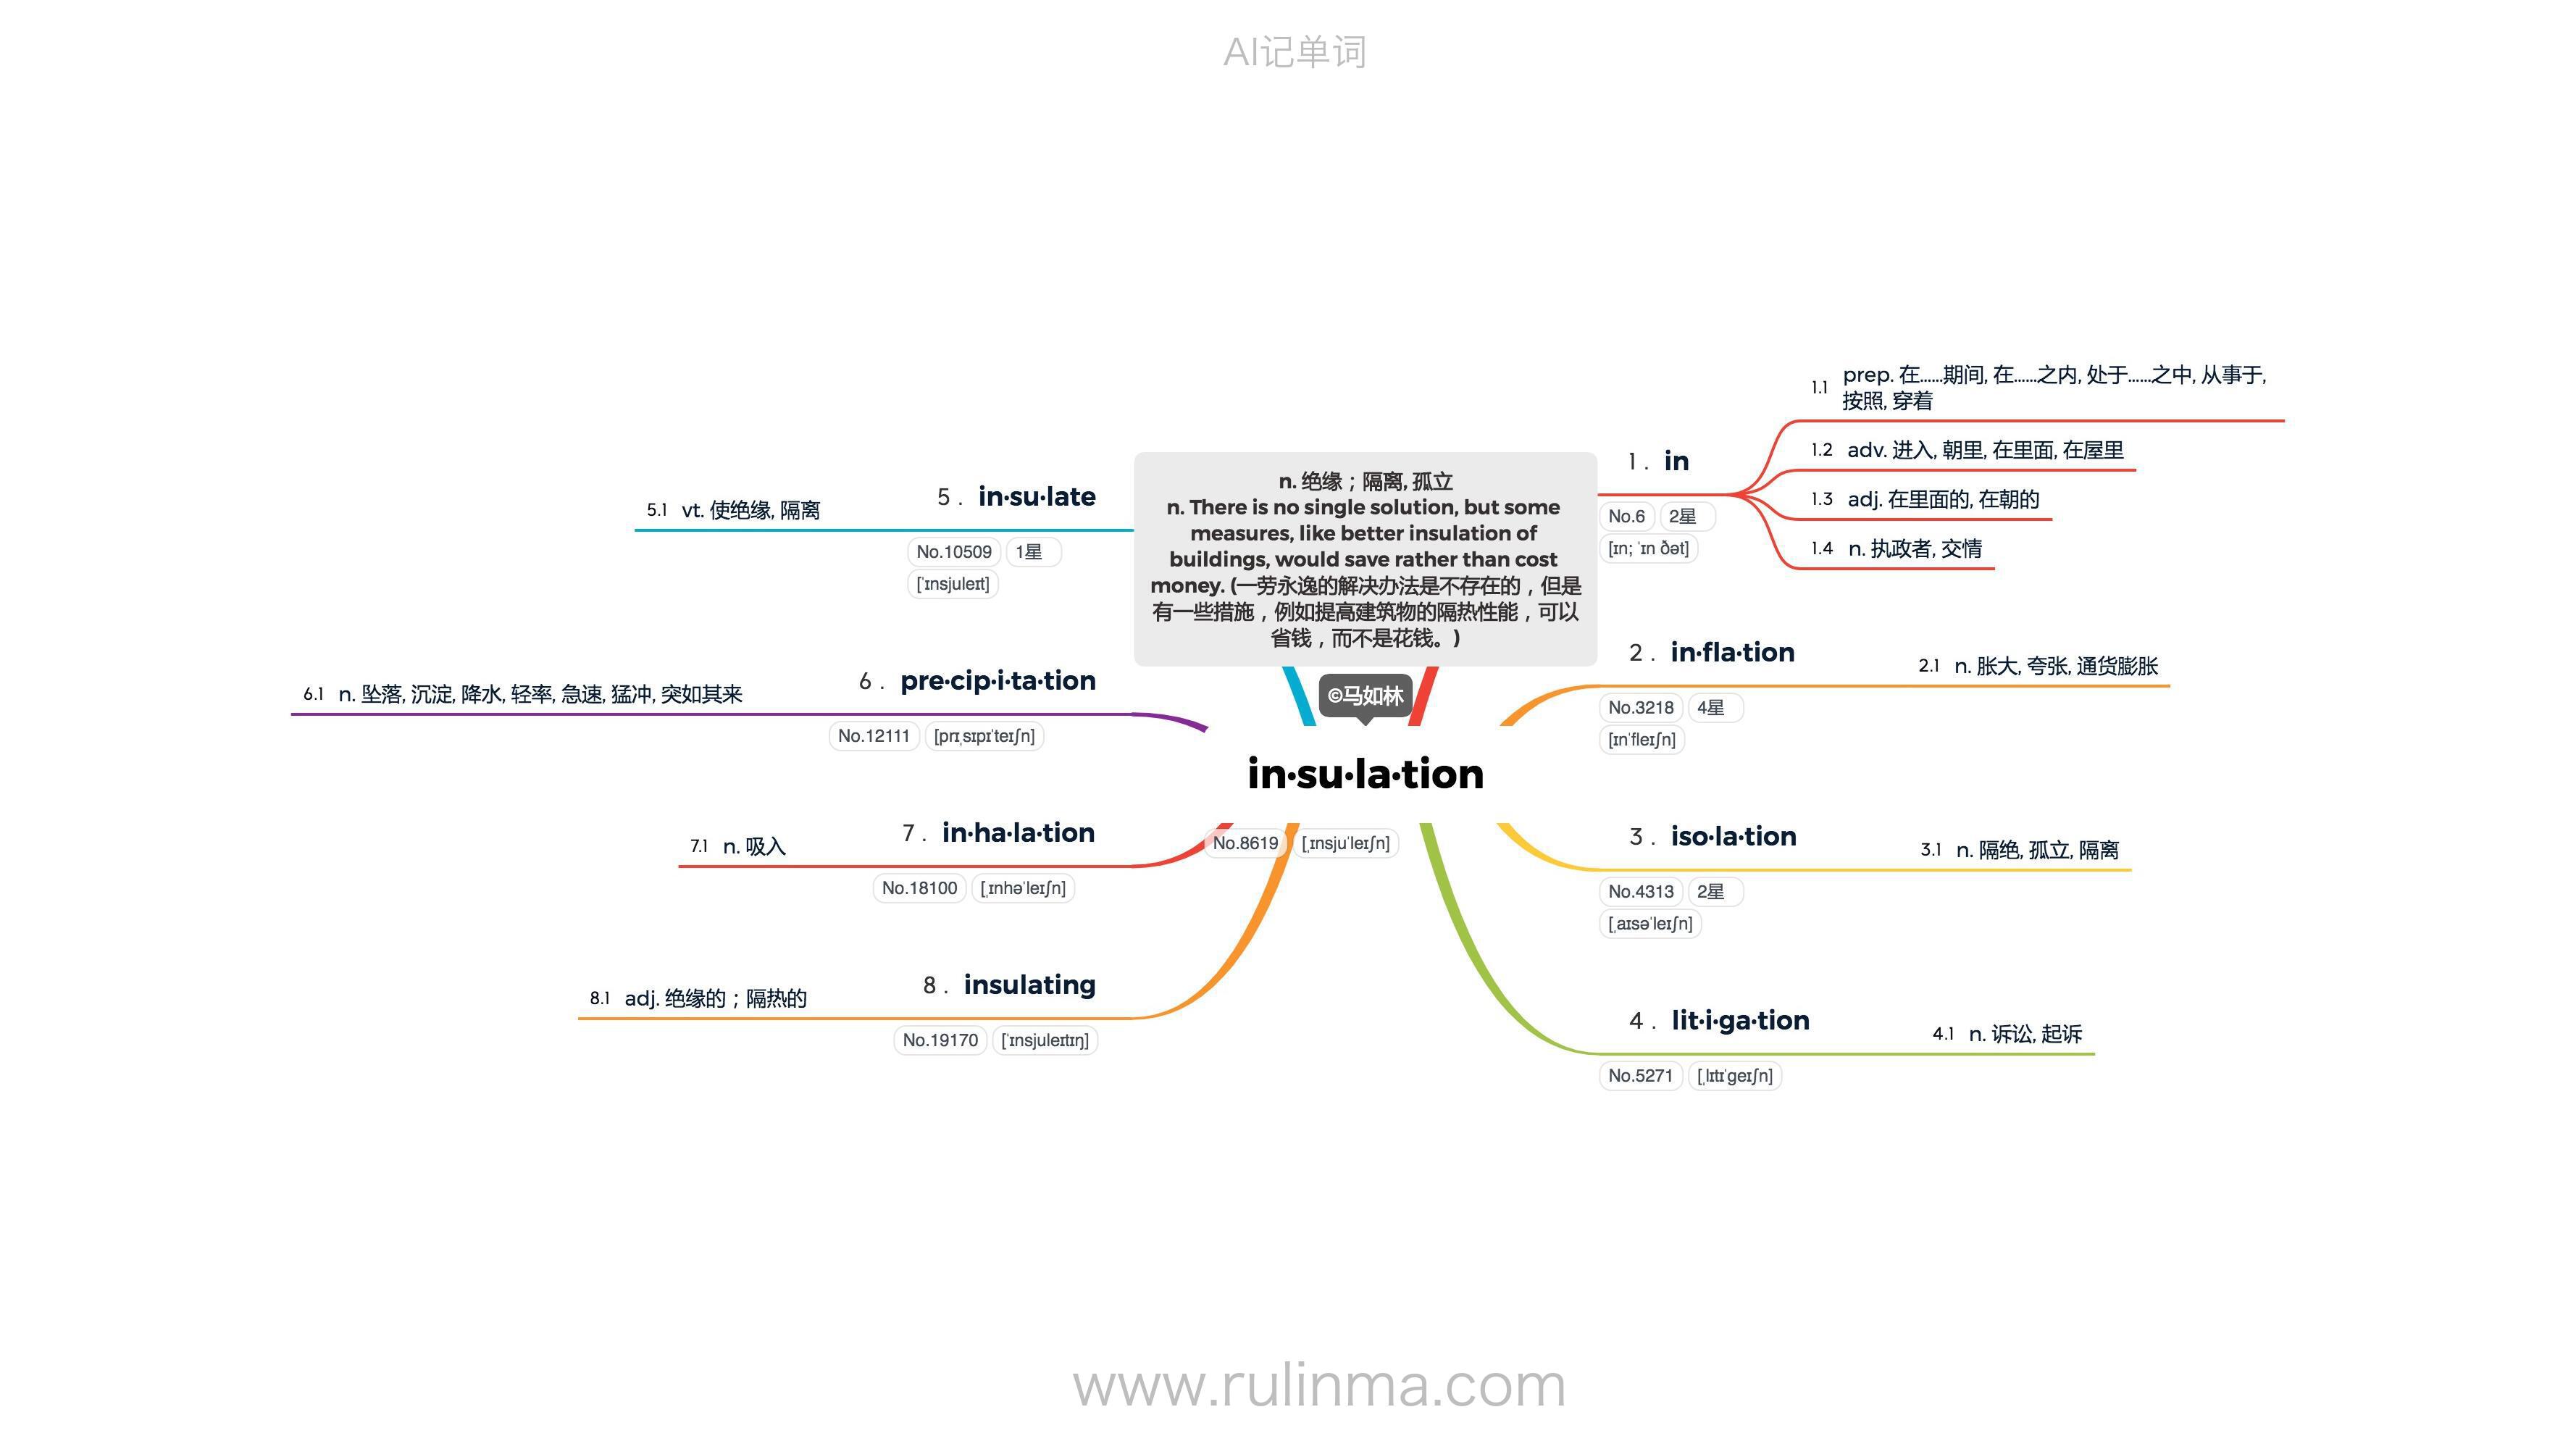 AI记单词
n. 绝缘；隔离, 孤立
n. There is no single solution, but some
measures, like better insulation of
buildings, would save rather than cost
money. (一劳永逸的解决办法是不存在的，但是
有一些措施，例如提高建筑物的隔热性能，可以
省钱，而不是花钱。)
©马如林
in·su·la·tion
No.8619 [ˌɪnsjuˈleɪʃn]
1. in
No.6 2星
[ɪn; ˈɪn ðət]
1.1 prep. 在……期间, 在……之内, 处于……之中, 从事于,
按照, 穿着
1.2 adv. 进入, 朝里, 在里面, 在屋里
1.3 adj. 在里面的, 在朝的
1.4 n. 执政者, 交情
2. in·fla·tion
No.3218 4星
[ɪnˈfleɪʃn]
2.1 n. 胀大, 夸张, 通货膨胀
3. iso·la·tion
No.4313 2星
[ˌaɪsəˈleɪʃn]
3.1 n. 隔绝, 孤立, 隔离
4. lit·i·ga·tion
No.5271 [ˌlɪtɪˈɡeɪʃn]
4.1 n. 诉讼, 起诉
5. in·su·late
No.10509 1星
[ˈɪnsjuleɪt]
5.1 vt. 使绝缘, 隔离
6. pre·cip·i·ta·tion
No.12111 [prɪˌsɪpɪˈteɪʃn]
6.1 n. 坠落, 沉淀, 降水, 轻率, 急速, 猛冲, 突如其来
7. in·ha·la·tion
No.18100 [ˌɪnhəˈleɪʃn]
7.1 n. 吸入
8. insulating
No.19170 [ˈɪnsjuleɪtɪŋ]
8.1 adj. 绝缘的；隔热的
www.rulinma.com